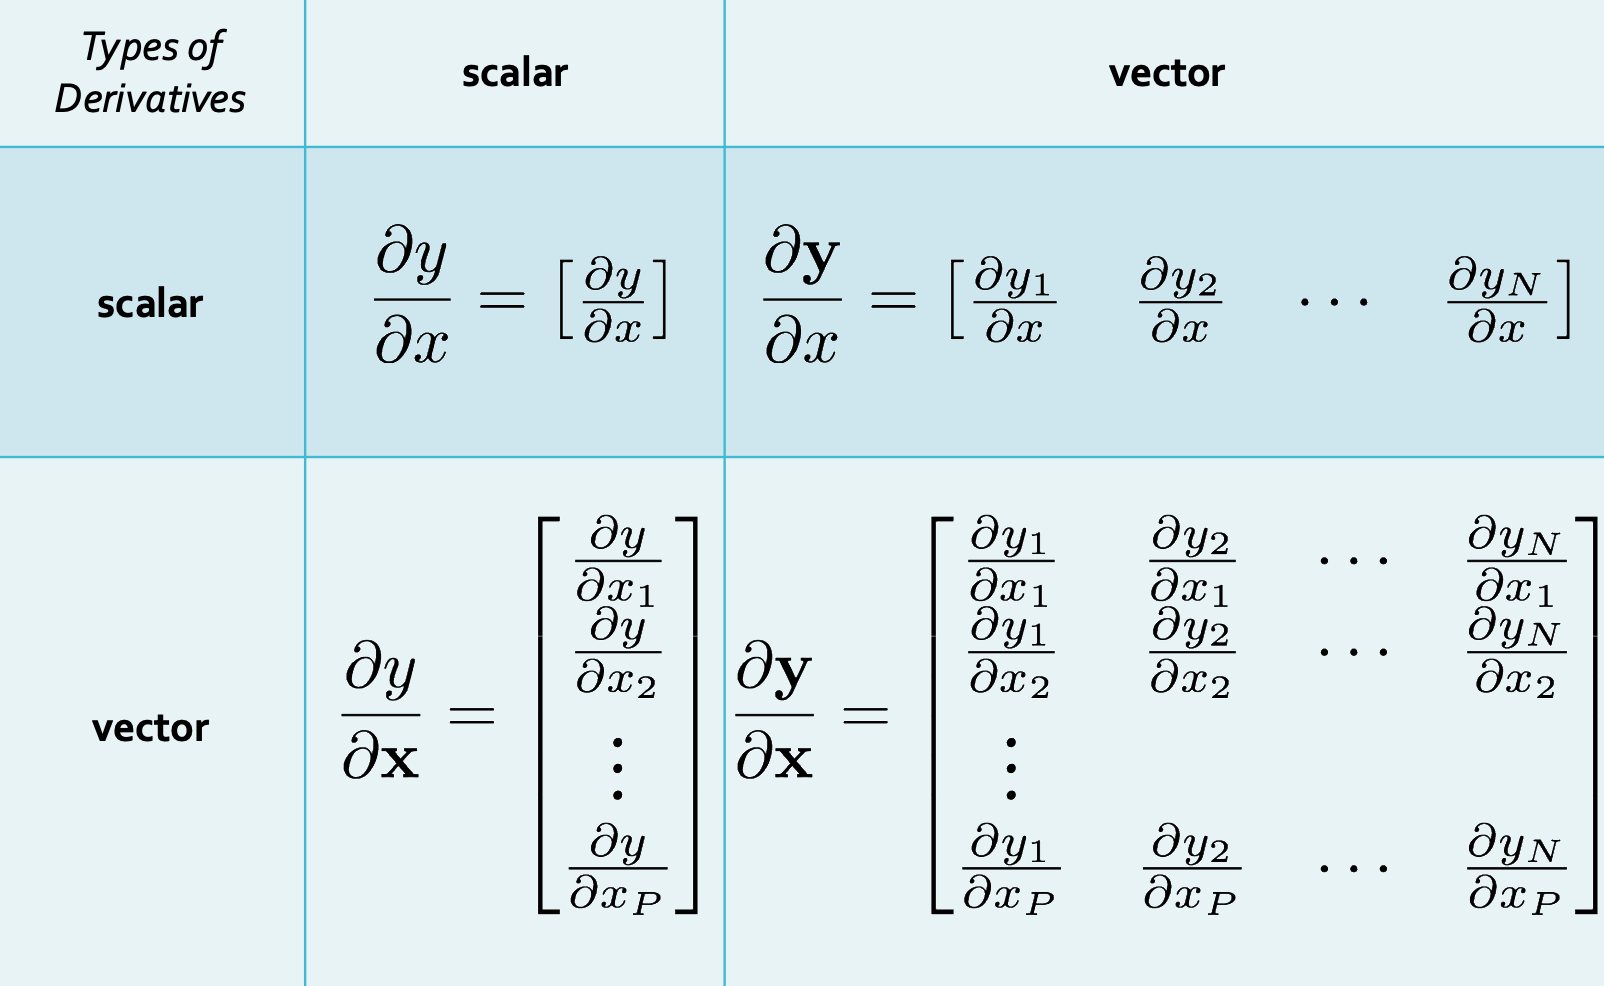 Types of
Derivatives
scalar
vector
scalar
∂y/∂x = [∂y/∂x]
∂𝐲/∂x = [∂y₁/∂x ∂y₂/∂x ⋯ ∂y_N/∂x]
vector
∂y/∂𝐱 = [∂y/∂x₁
∂y/∂x₂
⋮
∂y/∂x_P]
∂𝐲/∂𝐱 = [∂y₁/∂x₁ ∂y₂/∂x₁ ⋯ ∂y_N/∂x₁
∂y₁/∂x₂ ∂y₂/∂x₂ ⋯ ∂y_N/∂x₂
⋮
∂y₁/∂x_P ∂y₂/∂x_P ⋯ ∂y_N/∂x_P]